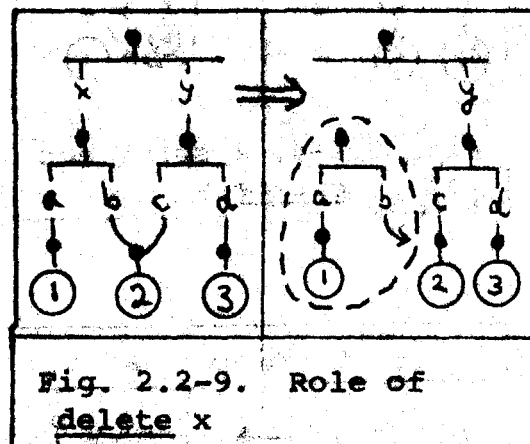 x y y
a b c d a b c d
1 2 3 1 2 3
Fig. 2.2-9. Role of
delete x